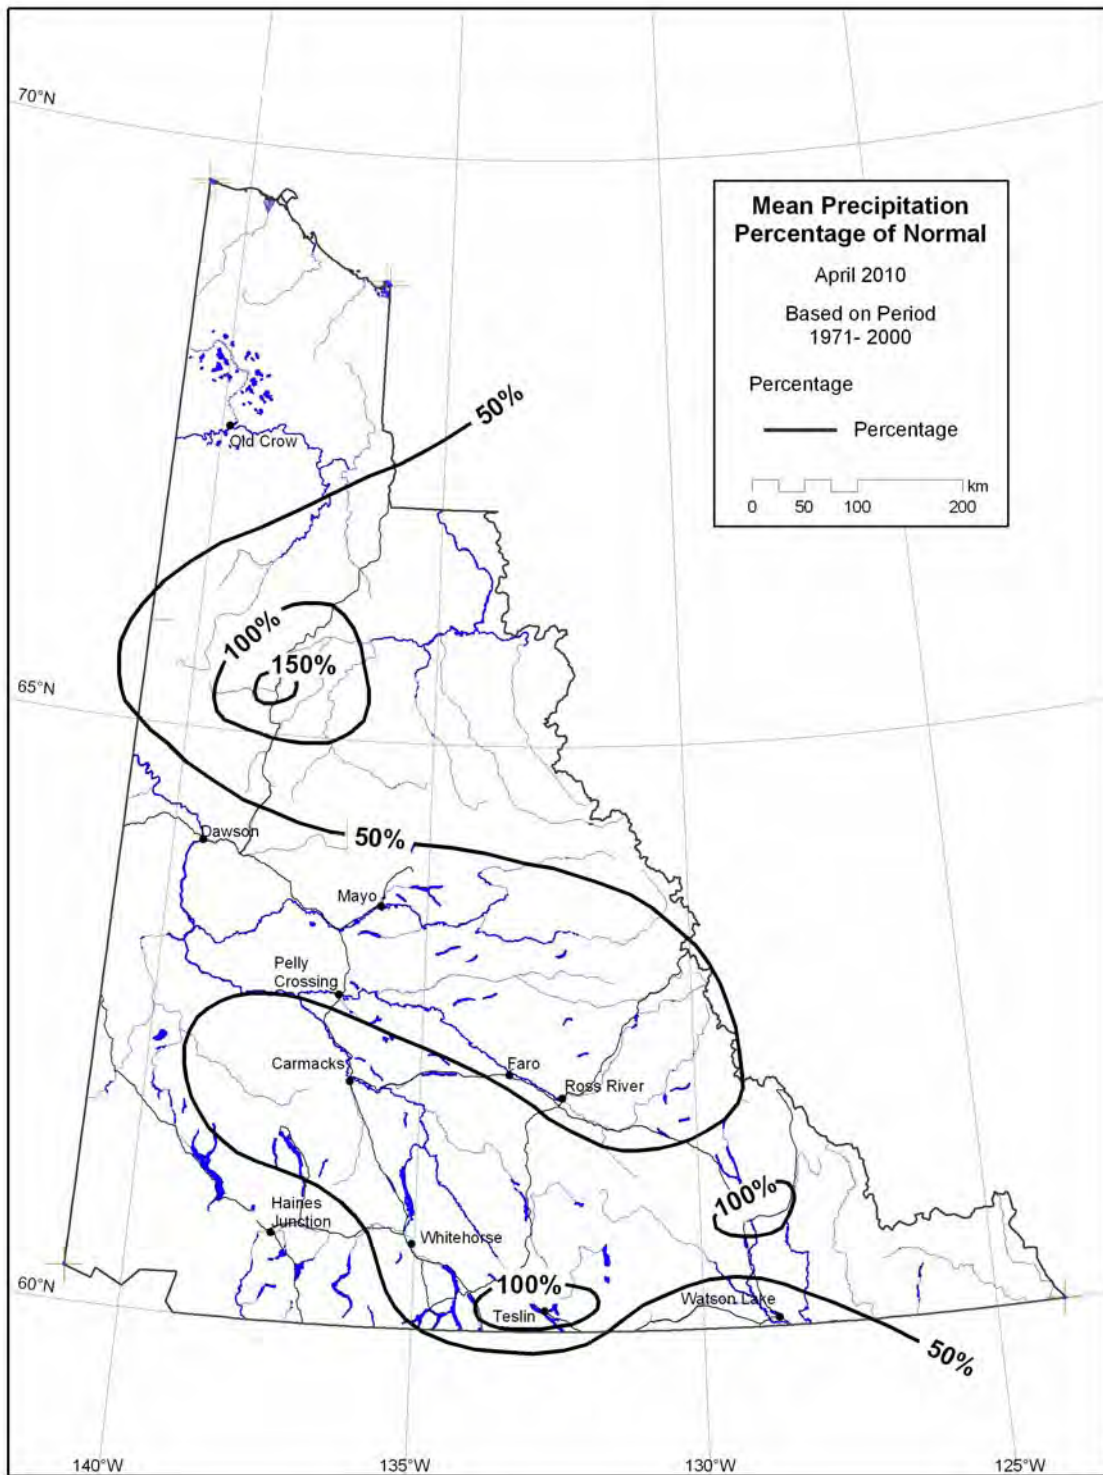 70°N
Mean Precipitation
Percentage of Normal
April 2010
Based on Period
1971- 2000
Percentage
Percentage
km
0 50 100 200
50%
Old Crow
100%
150%
65°N
Dawson
50%
Mayo
Pelly
Crossing
Carmacks
Faro
Ross River
100%
Haines
Junction
Whitehorse
60°N
100%
Teslin
Watson Lake
50%
140°W 135°W 130°W 125°W